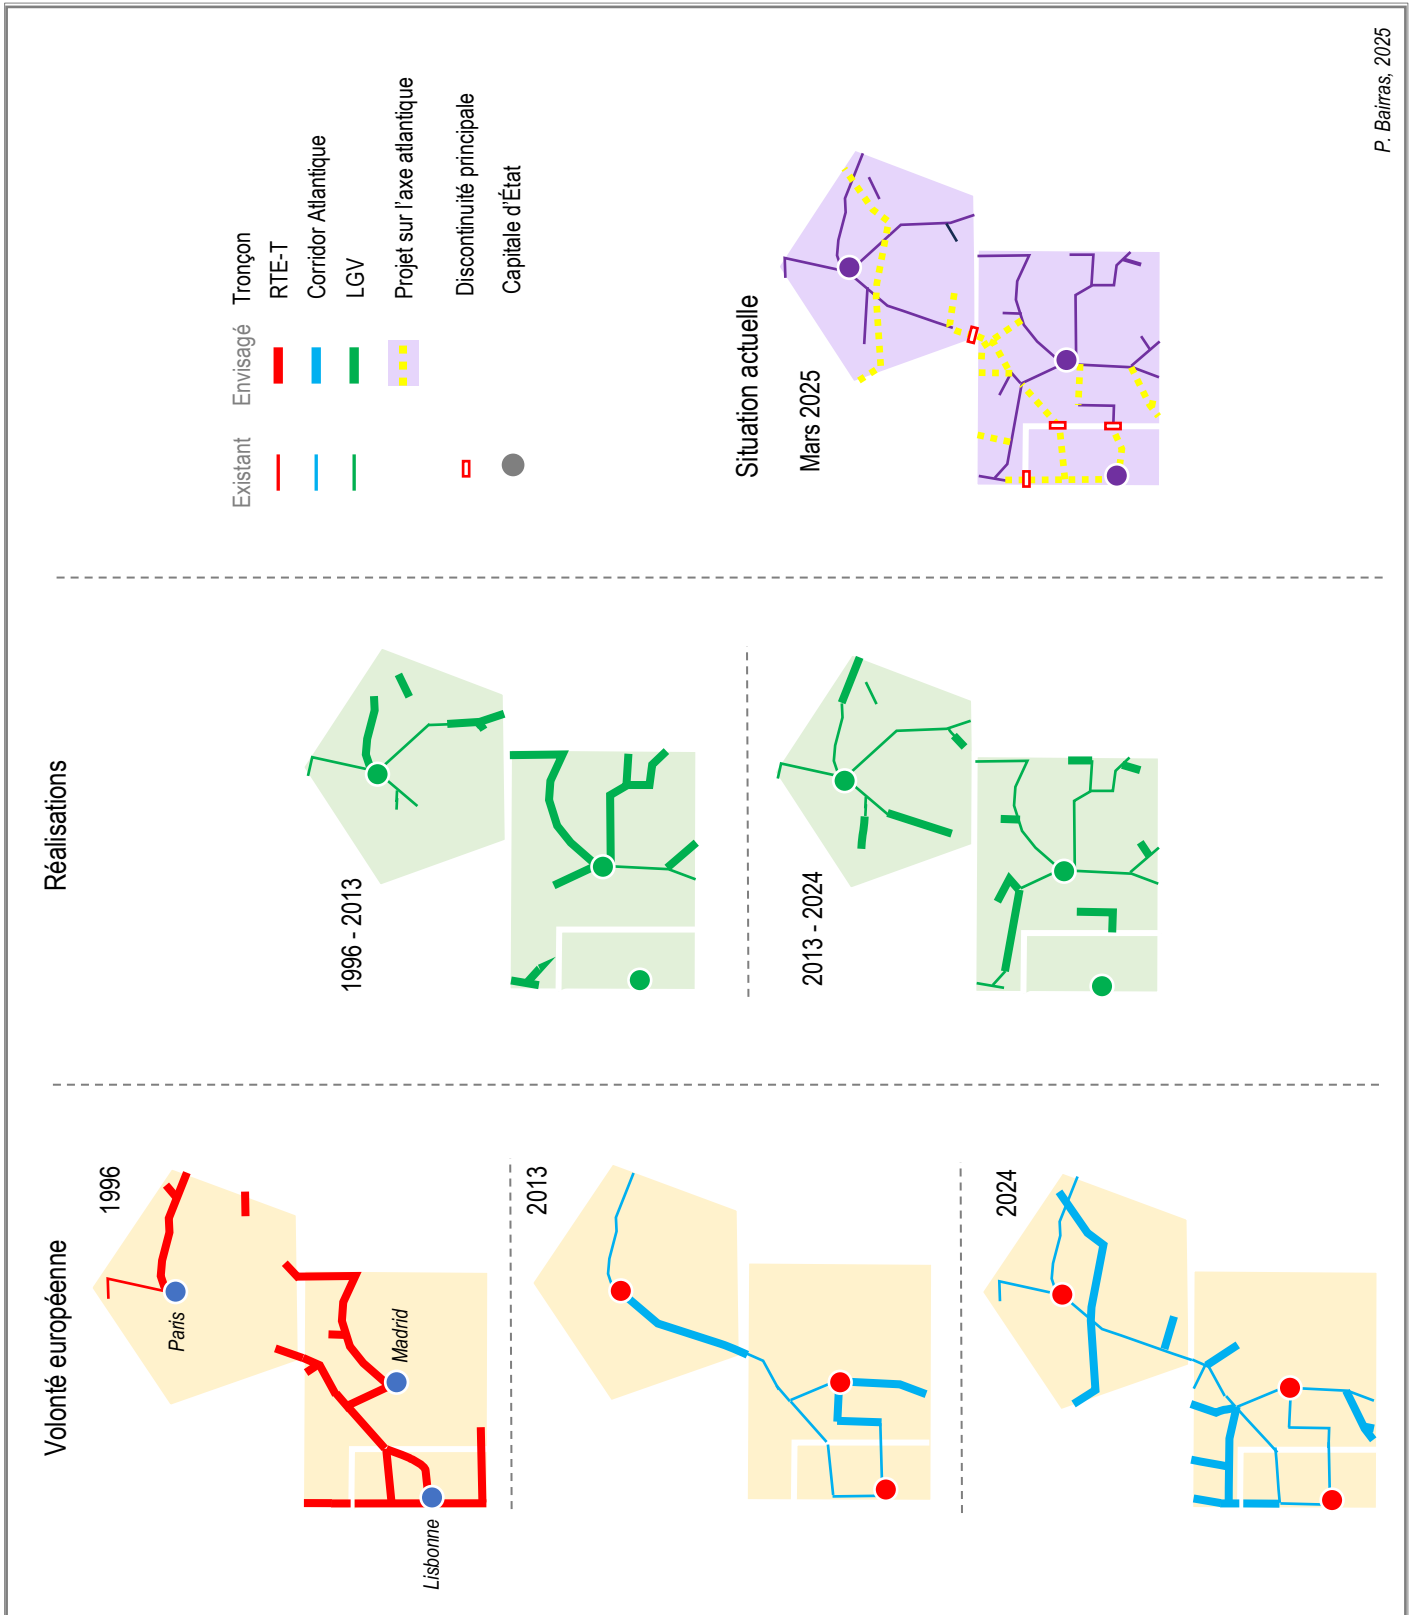 Volonté européenne
1996
Paris
Madrid
Lisbonne
2013
2024
Réalisations
1996 - 2013
2013 - 2024
Existant
Envisagé
Tronçon
RTE-T
Corridor Atlantique
LGV
Projet sur l'axe atlantique
Discontinuité principale
Capitale d'État
Situation actuelle
Mars 2025
P. Bairras, 2025